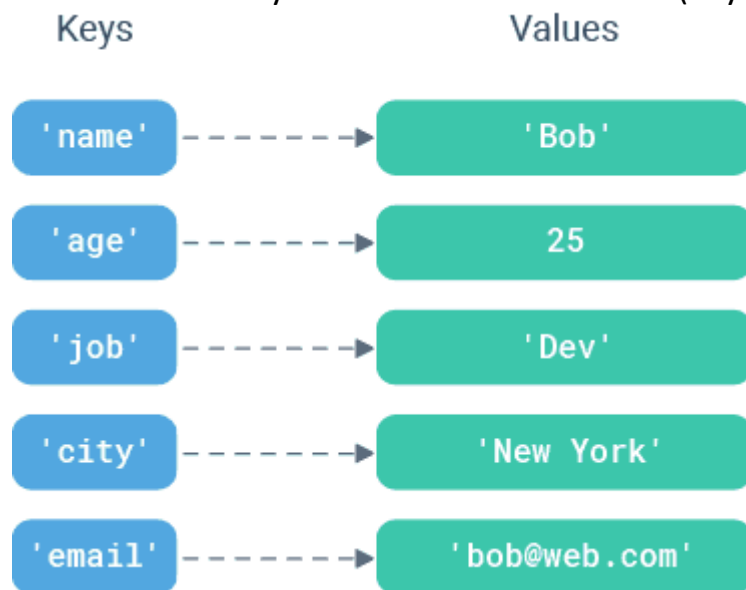 Keys Values
'name' 'Bob'
'age' 25
'job' 'Dev'
'city' 'New York'
'email' 'bob@web.com'